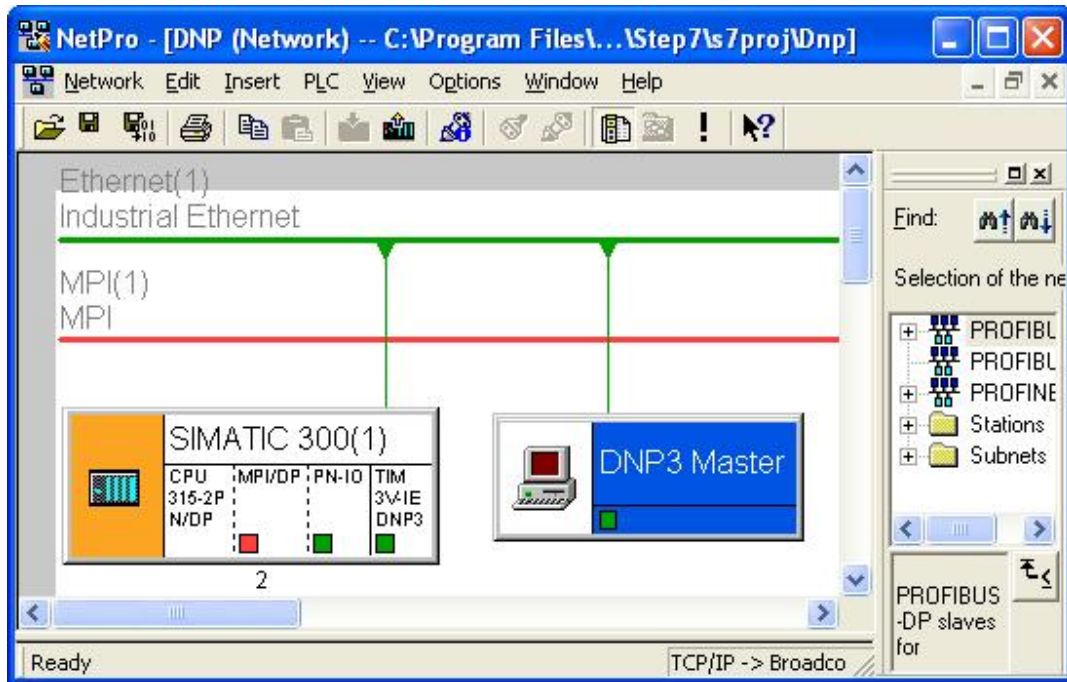 NetPro - [DNP (Network) -- C:\Program Files\...\Step7\s7proj\Dnp]
Network Edit Insert PLC View Options Window Help
Ethernet(1)
Industrial Ethernet
MPI(1)
MPI
SIMATIC 300(1)
CPU
315-2P
N/DP
MPI/DP
PN-IO
TIM
3V-IE
DNP3
2
DNP3 Master
Find:
Selection of the ne
PROFIBU
PROFIBU
PROFINE
Stations
Subnets
PROFIBUS
-DP slaves
for
Ready
TCP/IP -> Broadco